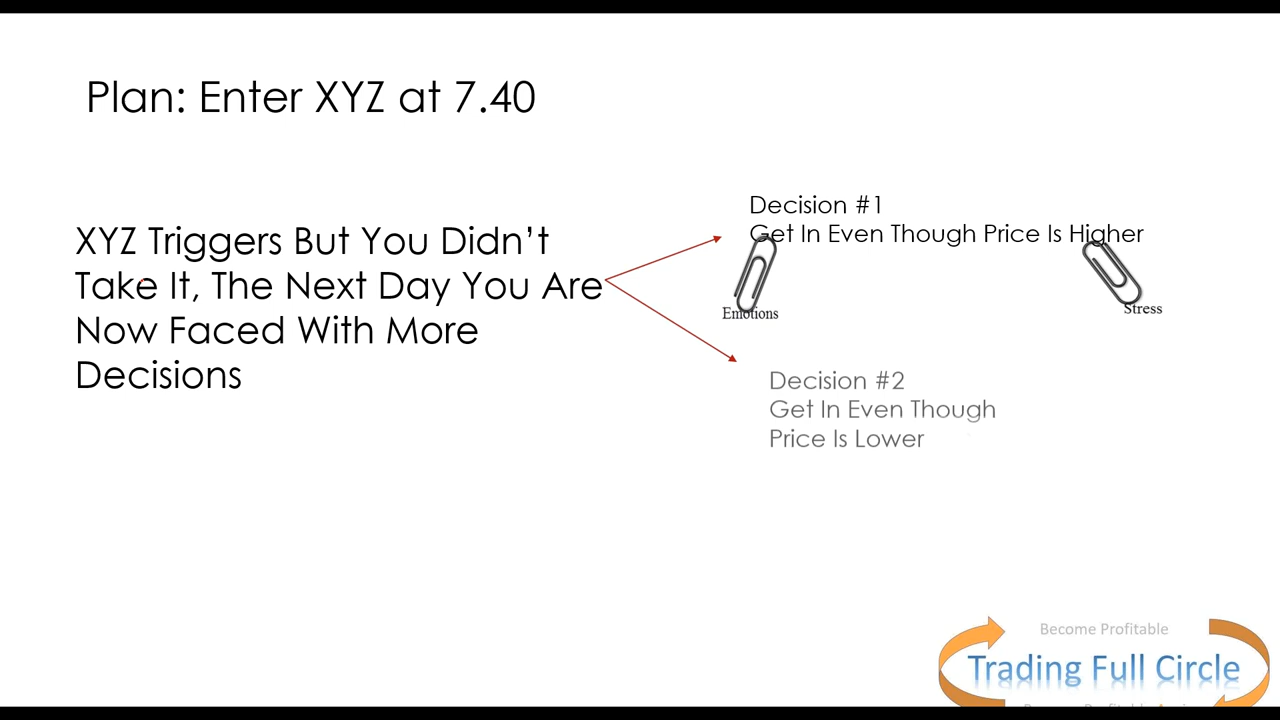 Plan: Enter XYZ at 7.40
XYZ Triggers But You Didn’t
Take It, The Next Day You Are
Now Faced With More
Decisions
Decision #1
Get In Even Though Price Is Higher
Emotions
Stress
Decision #2
Get In Even Though
Price Is Lower
Become Profitable
Trading Full Circle